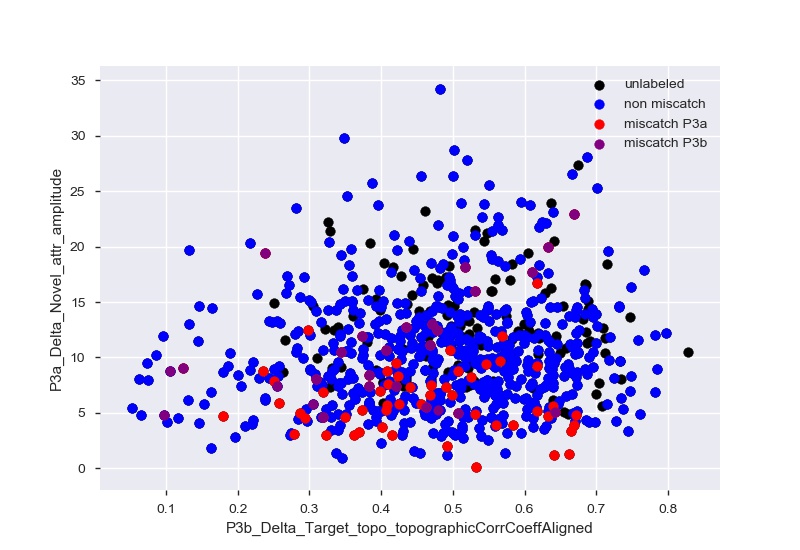 35
30
25
20
15
10
5
0
P3a_Delta_Novel_attr_amplitude
unlabeled
non miscatch
miscatch P3a
miscatch P3b
0.1 0.2 0.3 0.4 0.5 0.6 0.7 0.8
P3b_Delta_Target_topo_topographicCorrCoeffAligned